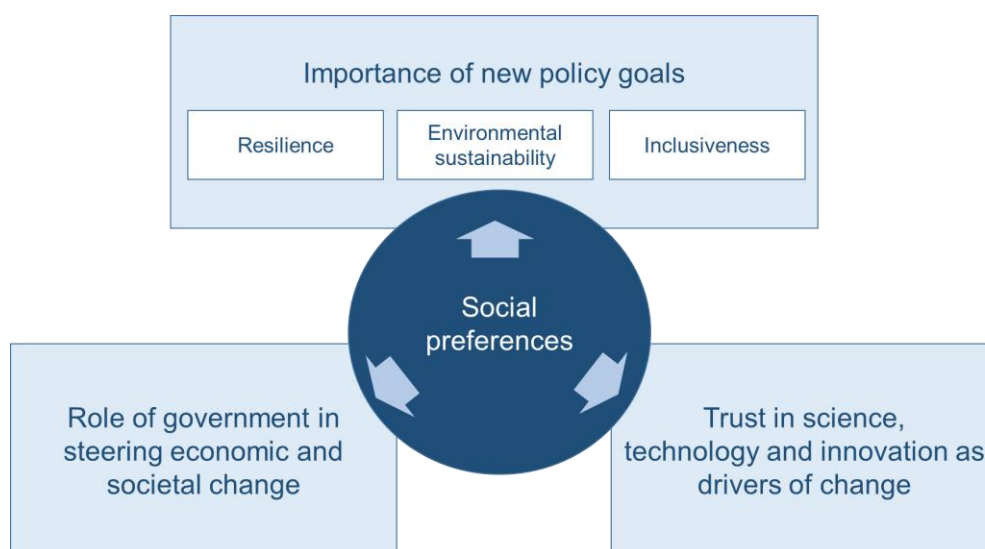 Importance of new policy goals
Resilience
Environmental
sustainability
Inclusiveness
Social
preferences
Role of government in
steering economic and
societal change
Trust in science,
technology and innovation as
drivers of change